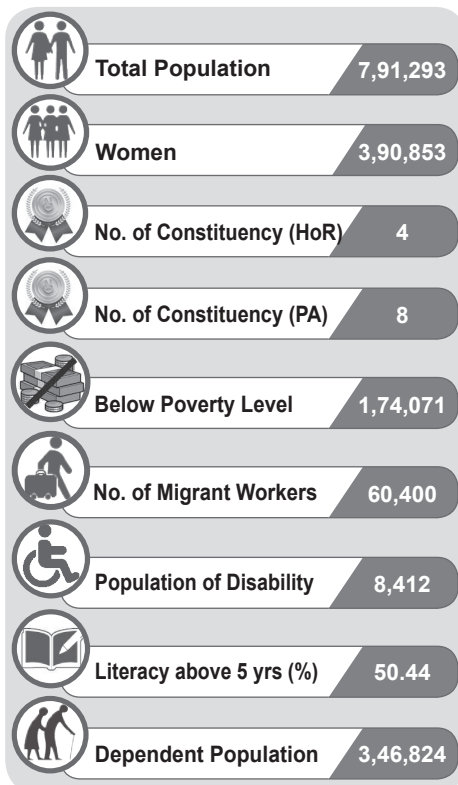 Total Population 7,91,293
Women 3,90,853
No. of Constituency (HoR) 4
No. of Constituency (PA) 8
Below Poverty Level 1,74,071
No. of Migrant Workers 60,400
Population of Disability 8,412
Literacy above 5 yrs (%) 50.44
Dependent Population 3,46,824